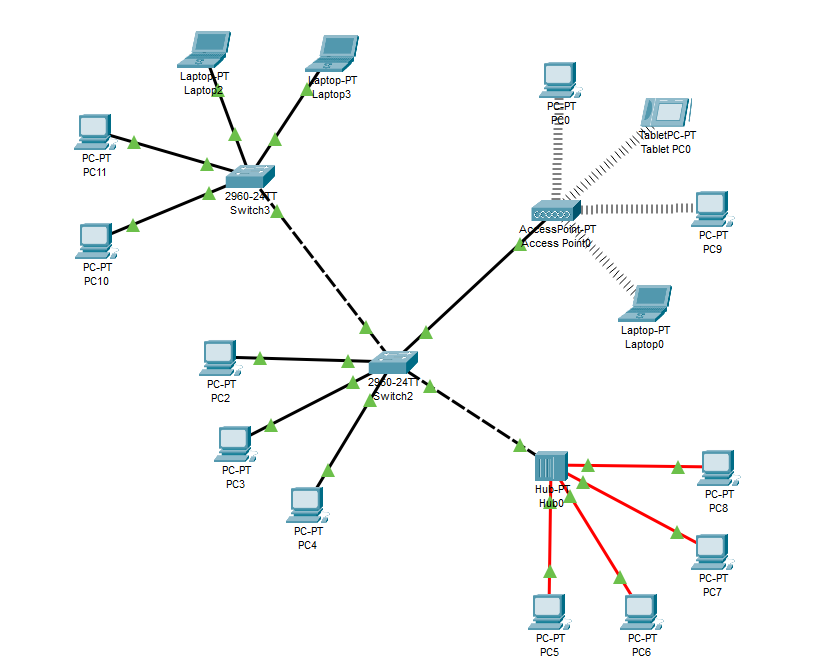 Laptop-PT
Laptop2
Laptop-PT
Laptop3
PC-PT
PC0
TabletPC-PT
Tablet PC0
PC-PT
PC11
2960-24TT
Switch3
AccessPoint-PT
Access Point0
PC-PT
PC9
PC-PT
PC10
Laptop-PT
Laptop0
PC-PT
PC2
2960-24TT
Switch2
PC-PT
PC3
Hub-PT
Hub0
PC-PT
PC8
PC-PT
PC4
PC-PT
PC7
PC-PT
PC5
PC-PT
PC6